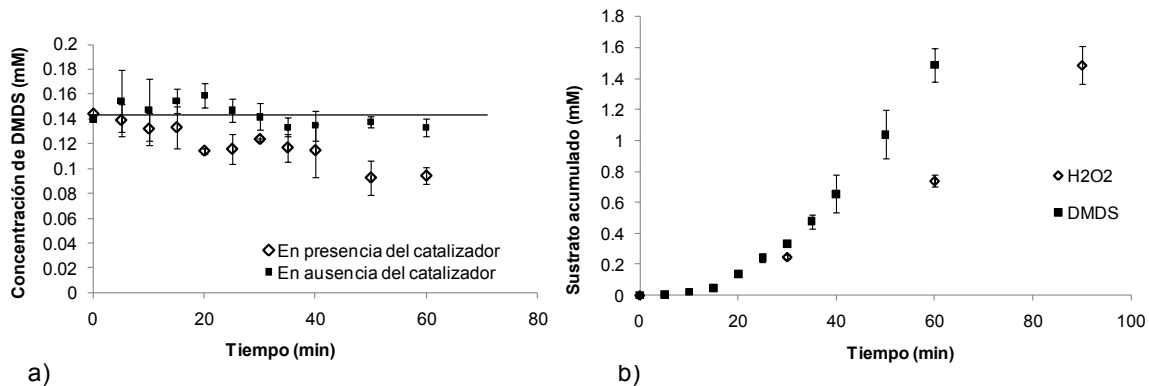 Concentración de DMDS (mM)
0.2
0.18
0.16
0.14
0.12
0.1
0.08
0.06
0.04
0.02
0
En presencia del catalizador
En ausencia del catalizador
0 20 40 60 80
Tiempo (min)
a)
Sustrato acumulado (mM)
1.8
1.6
1.4
1.2
1
0.8
0.6
0.4
0.2
0
H2O2
DMDS
0 20 40 60 80 100
Tiempo (min)
b)